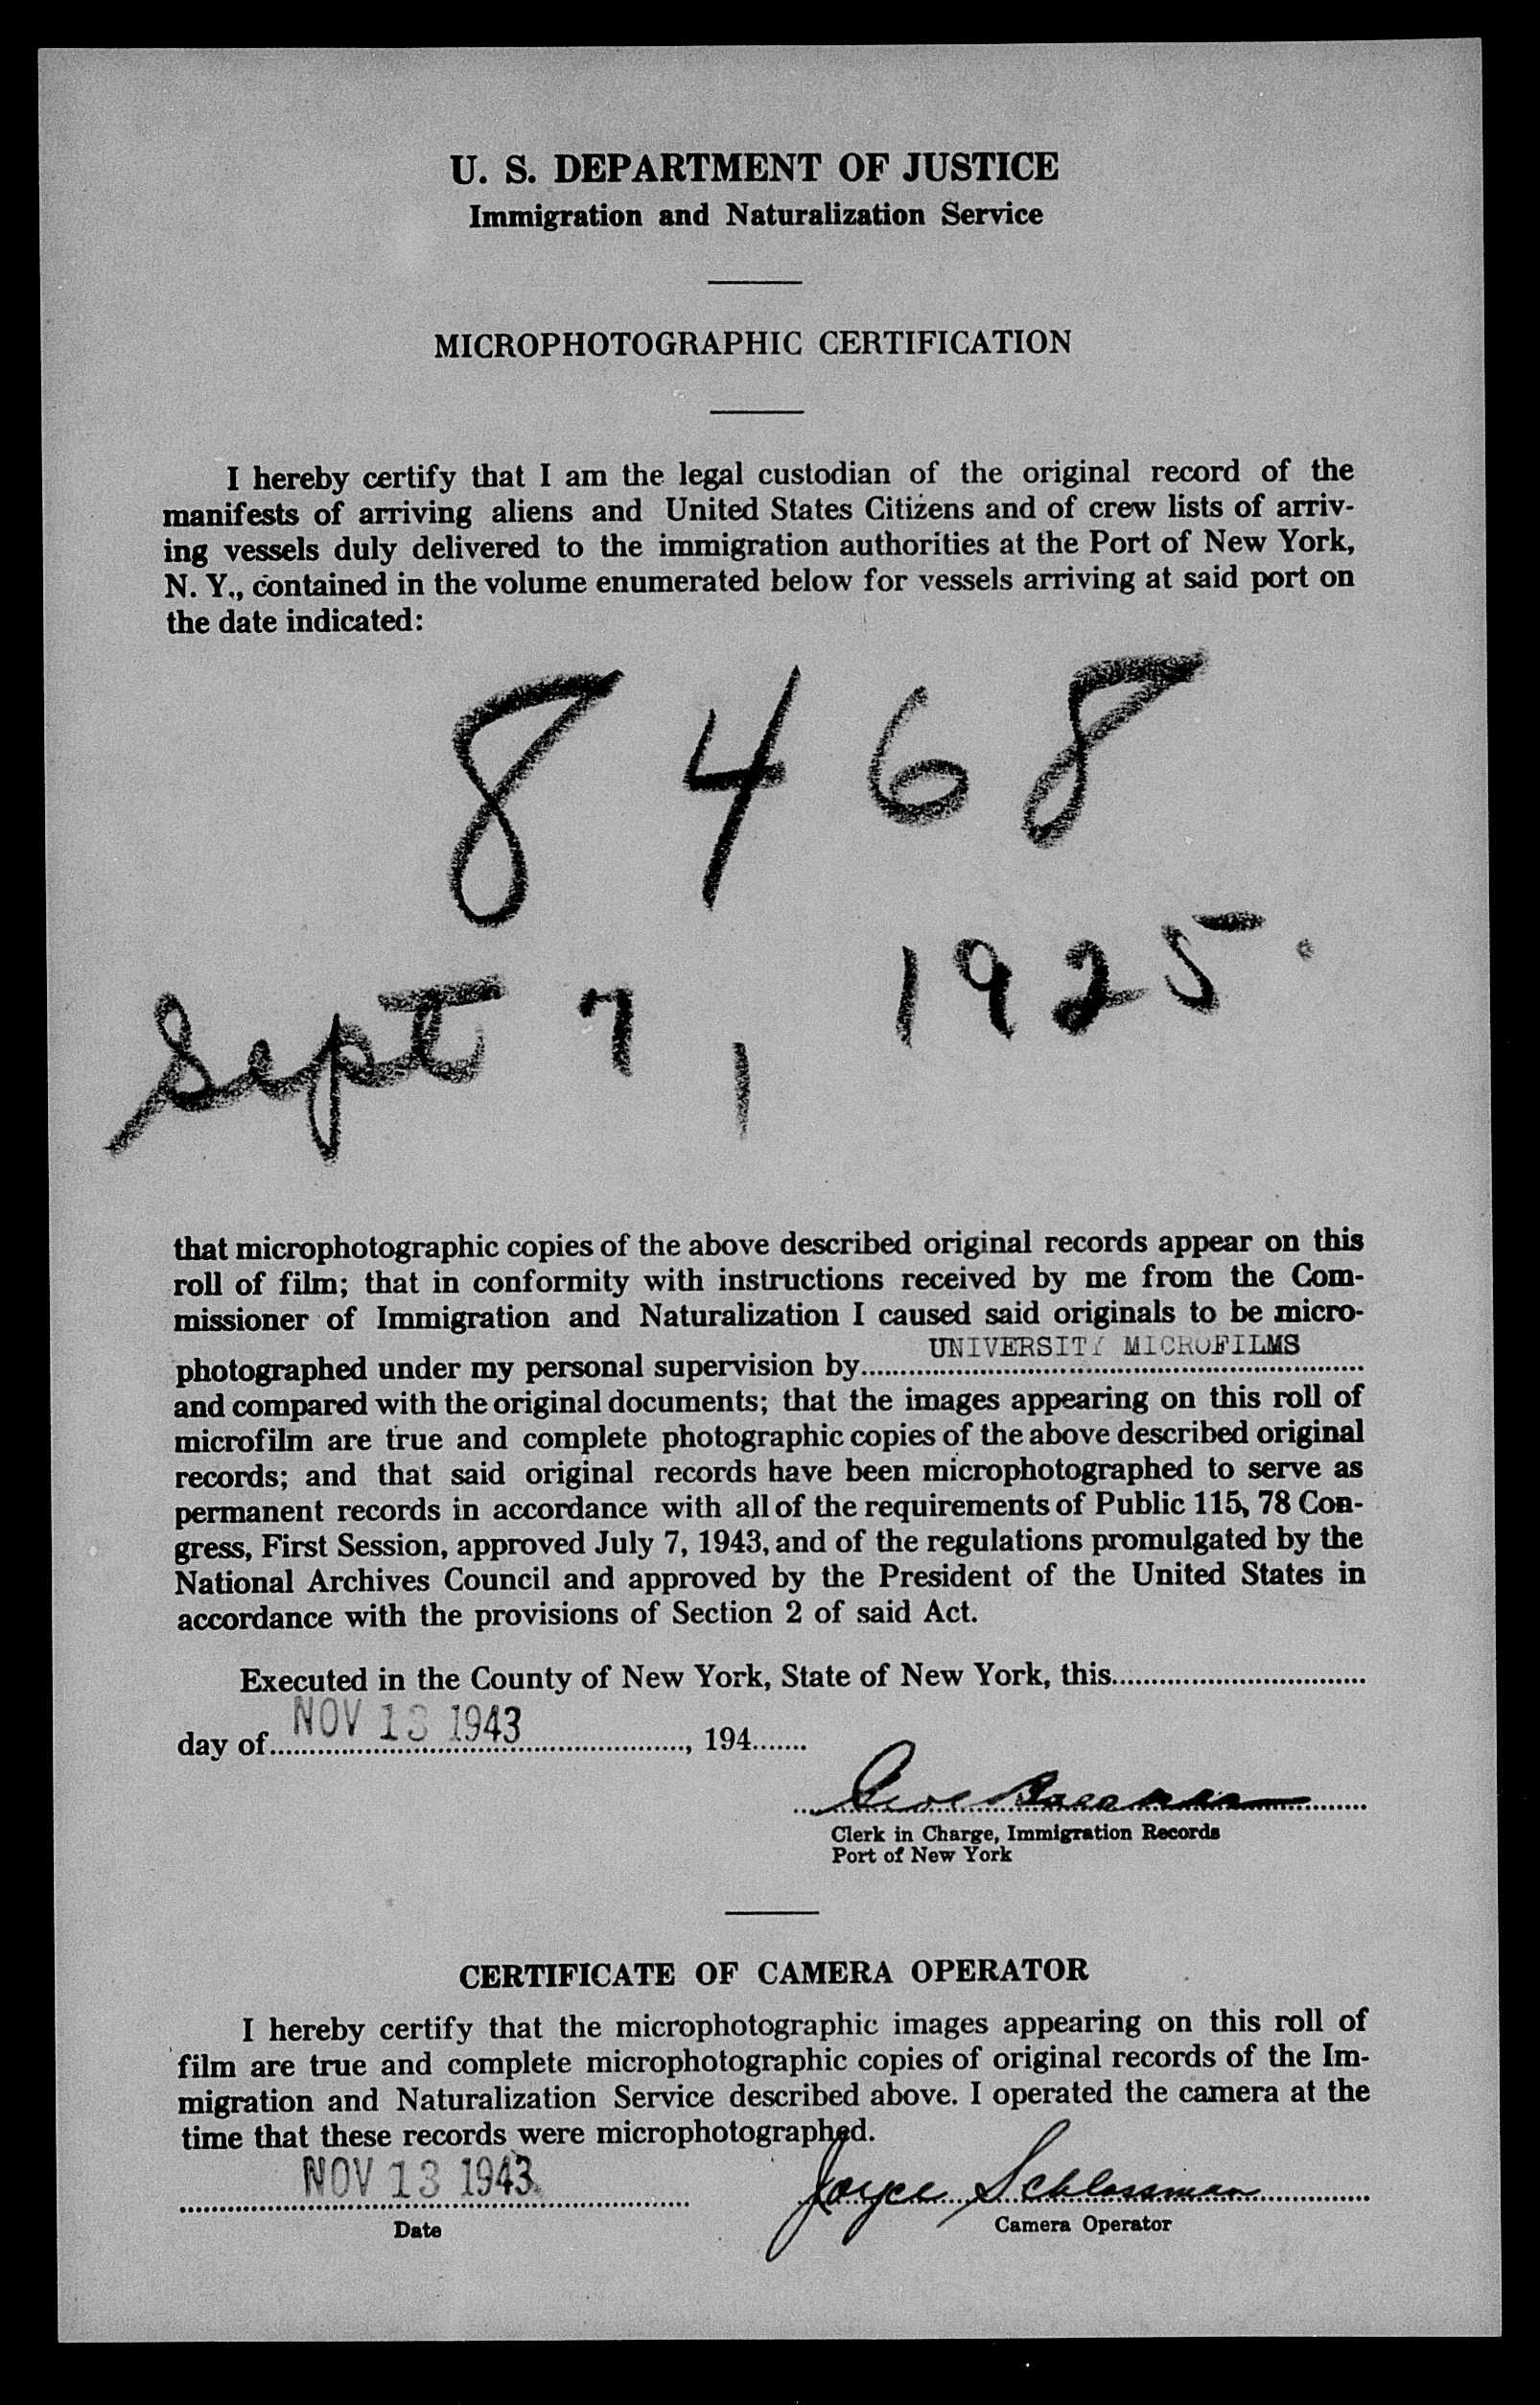 U. S. DEPARTMENT OF JUSTICE
Immigration and Naturalization Service
MICROPHOTOGRAPHIC CERTIFICATION
I hereby certify that I am the legal custodian of the original record of the
manifests of arriving aliens and United States Citizens and of crew lists of arriv-
ing vessels duly delivered to the immigration authorities at the Port of New York,
N. Y., contained in the volume enumerated below for vessels arriving at said port on
the date indicated:
8468
Sept 7, 1925.
that microphotographic copies of the above described original records appear on this
roll of film; that in conformity with instructions received by me from the Com-
missioner of Immigration and Naturalization I caused said originals to be micro-
photographed under my personal supervision by UNIVERSITY MICROFILMS
and compared with the original documents; that the images appearing on this roll of
microfilm are true and complete photographic copies of the above described original
records; and that said original records have been microphotographed to serve as
permanent records in accordance with all of the requirements of Public 115, 78 Con-
gress, First Session, approved July 7, 1943, and of the regulations promulgated by the
National Archives Council and approved by the President of the United States in
accordance with the provisions of Section 2 of said Act.
Executed in the County of New York, State of New York, this
day of NOV 13 1943, 194
Clerk in Charge, Immigration Records
Port of New York
CERTIFICATE OF CAMERA OPERATOR
I hereby certify that the microphotographic images appearing on this roll of
film are true and complete microphotographic copies of original records of the Im-
migration and Naturalization Service described above. I operated the camera at the
time that these records were microphotographed.
NOV 13 1943 Joyce Schlossman
Date Camera Operator